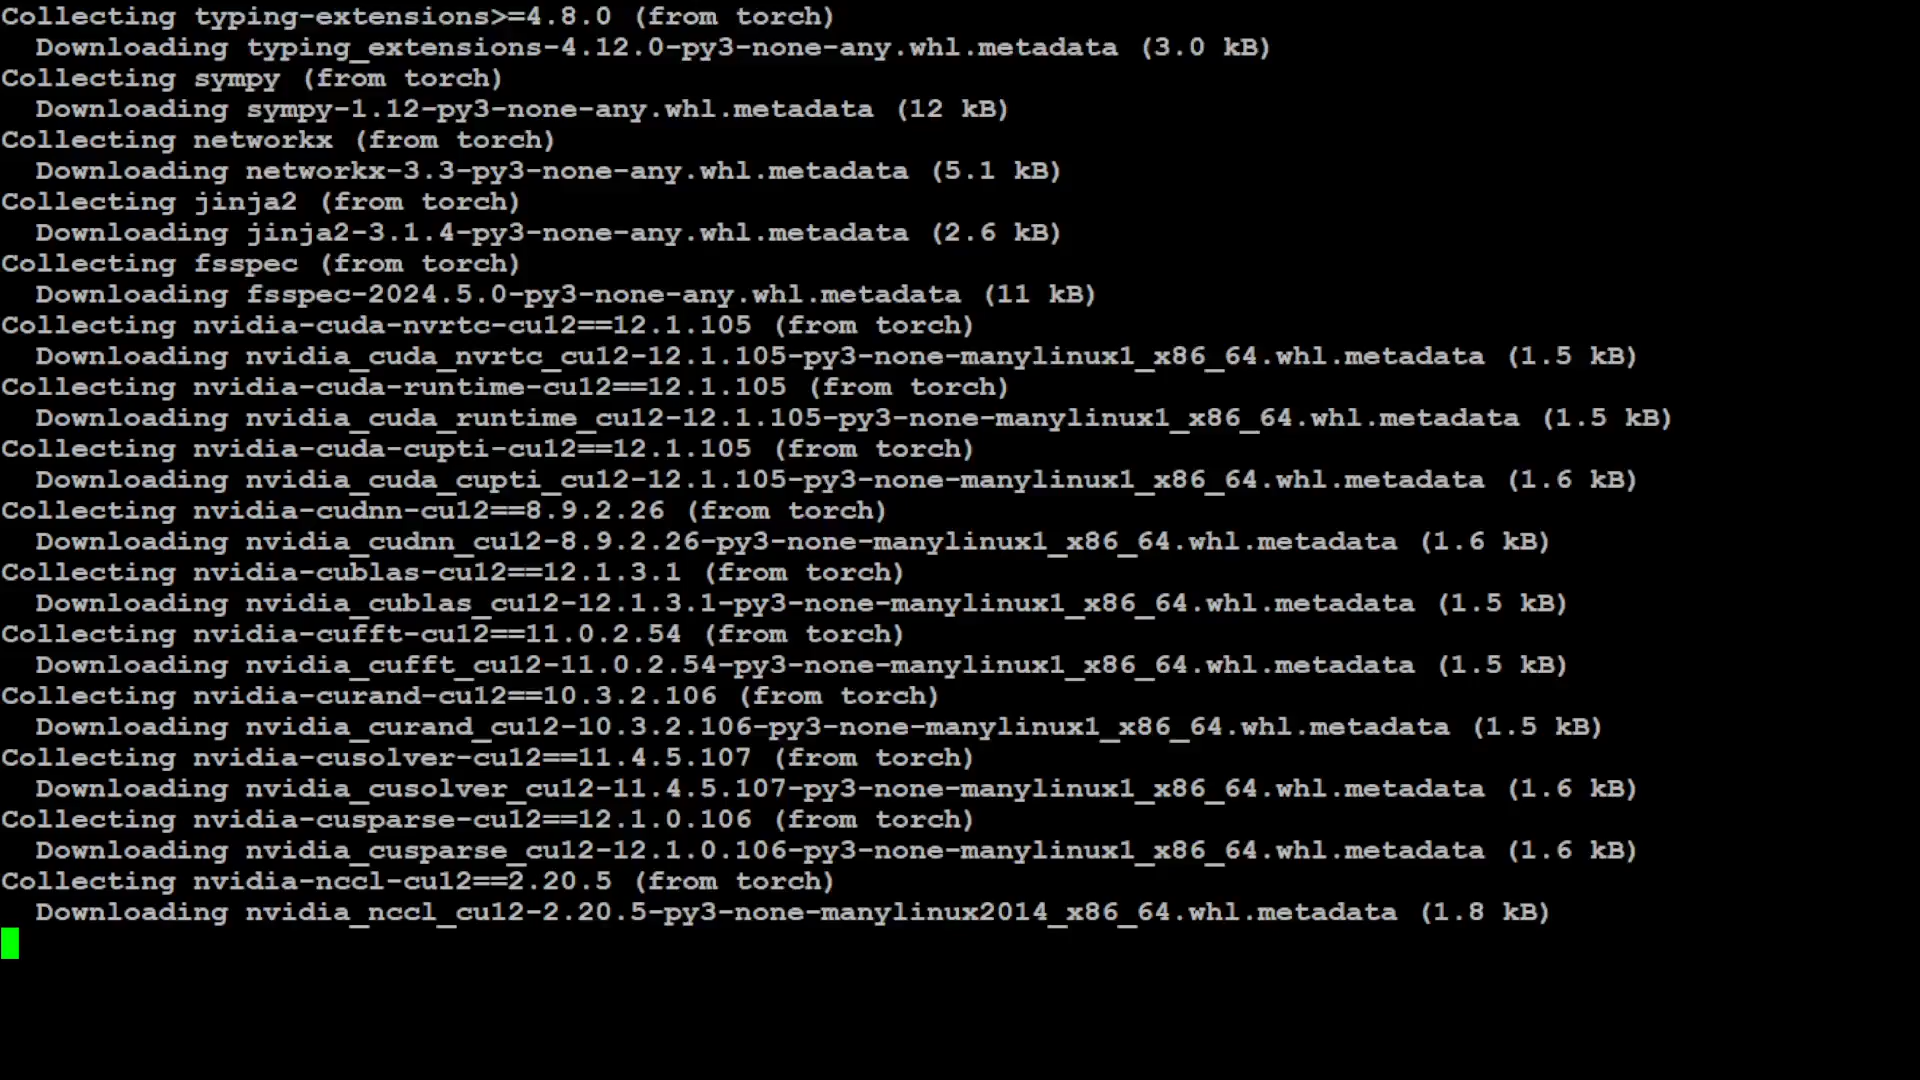 Collecting typing-extensions>=4.8.0 (from torch)
  Downloading typing_extensions-4.12.0-py3-none-any.whl.metadata (3.0 kB)
Collecting sympy (from torch)
  Downloading sympy-1.12-py3-none-any.whl.metadata (12 kB)
Collecting networkx (from torch)
  Downloading networkx-3.3-py3-none-any.whl.metadata (5.1 kB)
Collecting jinja2 (from torch)
  Downloading jinja2-3.1.4-py3-none-any.whl.metadata (2.6 kB)
Collecting fsspec (from torch)
  Downloading fsspec-2024.5.0-py3-none-any.whl.metadata (11 kB)
Collecting nvidia-cuda-nvrtc-cu12==12.1.105 (from torch)
  Downloading nvidia_cuda_nvrtc_cu12-12.1.105-py3-none-manylinux1_x86_64.whl.metadata (1.5 kB)
Collecting nvidia-cuda-runtime-cu12==12.1.105 (from torch)
  Downloading nvidia_cuda_runtime_cu12-12.1.105-py3-none-manylinux1_x86_64.whl.metadata (1.5 kB)
Collecting nvidia-cuda-cupti-cu12==12.1.105 (from torch)
  Downloading nvidia_cuda_cupti_cu12-12.1.105-py3-none-manylinux1_x86_64.whl.metadata (1.6 kB)
Collecting nvidia-cudnn-cu12==8.9.2.26 (from torch)
  Downloading nvidia_cudnn_cu12-8.9.2.26-py3-none-manylinux1_x86_64.whl.metadata (1.6 kB)
Collecting nvidia-cublas-cu12==12.1.3.1 (from torch)
  Downloading nvidia_cublas_cu12-12.1.3.1-py3-none-manylinux1_x86_64.whl.metadata (1.5 kB)
Collecting nvidia-cufft-cu12==11.0.2.54 (from torch)
  Downloading nvidia_cufft_cu12-11.0.2.54-py3-none-manylinux1_x86_64.whl.metadata (1.5 kB)
Collecting nvidia-curand-cu12==10.3.2.106 (from torch)
  Downloading nvidia_curand_cu12-10.3.2.106-py3-none-manylinux1_x86_64.whl.metadata (1.5 kB)
Collecting nvidia-cusolver-cu12==11.4.5.107 (from torch)
  Downloading nvidia_cusolver_cu12-11.4.5.107-py3-none-manylinux1_x86_64.whl.metadata (1.6 kB)
Collecting nvidia-cusparse-cu12==12.1.0.106 (from torch)
  Downloading nvidia_cusparse_cu12-12.1.0.106-py3-none-manylinux1_x86_64.whl.metadata (1.6 kB)
Collecting nvidia-nccl-cu12==2.20.5 (from torch)
  Downloading nvidia_nccl_cu12-2.20.5-py3-none-manylinux2014_x86_64.whl.metadata (1.8 kB)